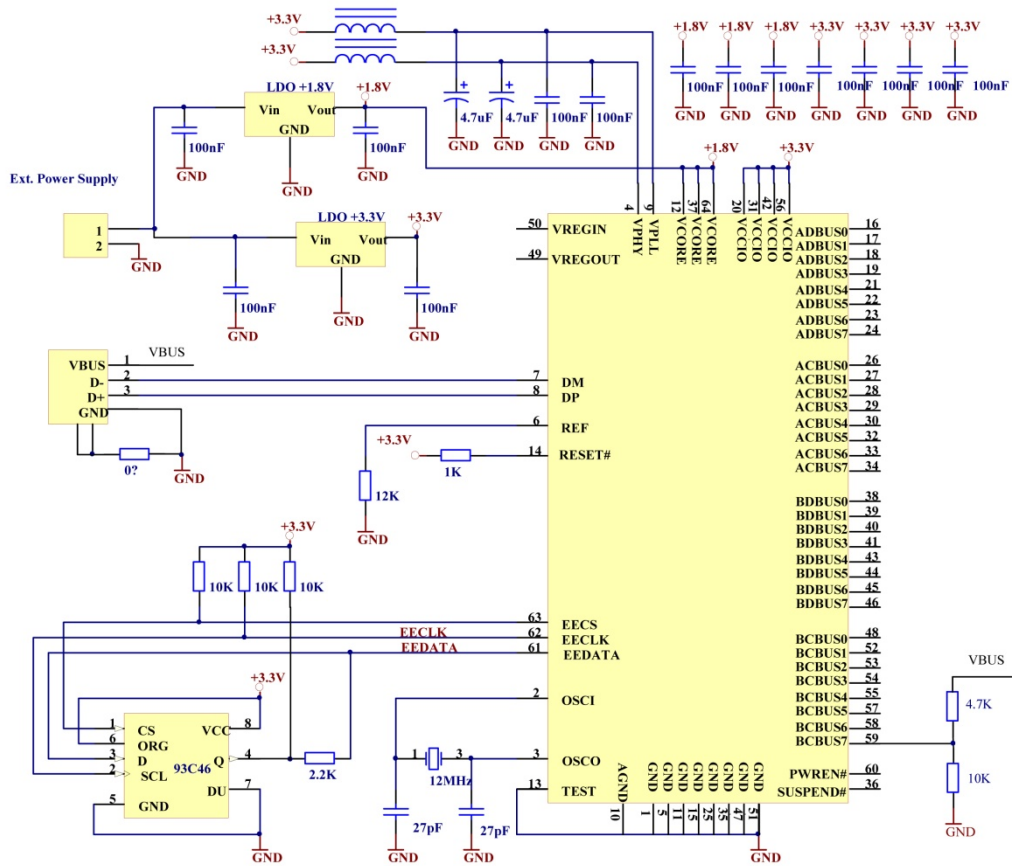 +3.3V
+3.3V
4.7uF
4.7uF
100nF
100nF
GND
GND
GND
GND
+1.8V
+1.8V
+1.8V
+3.3V
+3.3V
+3.3V
+3.3V
100nF
100nF
100nF
100nF
100nF
100nF
100nF
GND
GND
GND
GND
GND
GND
GND
LDO +1.8V
Vin
Vout
GND
+1.8V
100nF
100nF
GND
GND
GND
Ext. Power Supply
1
2
GND
LDO +3.3V
Vin
Vout
GND
+3.3V
100nF
100nF
GND
GND
GND
+1.8V
+3.3V
4
9
12
37
64
20
31
42
56
VPHY
VPLL
VCORE
VCORE
VCORE
VCCIO
VCCIO
VCCIO
VCCIO
50 VREGIN
49 VREGOUT
VBUS 1 VBUS
D- 2
D+ 3
GND
0?
GND
7 DM
8 DP
6 REF
14 RESET#
+3.3V
1K
12K
GND
+3.3V
10K
10K
10K
63 EECS
EECLK 62 EECLK
EEDATA 61 EEDATA
+3.3V
1 CS
6 ORG
3 D
2 SCL
5 GND
VCC 8
Q 4
DU 7
93C46
2.2K
GND
2 OSCI
1
3
12MHz
3 OSCO
13 TEST
27pF
27pF
GND
GND
AGND
GND
GND
GND
GND
GND
GND
GND
GND
10
1
5
11
15
25
35
47
51
GND
ADBUS0 16
ADBUS1 17
ADBUS2 18
ADBUS3 19
ADBUS4 21
ADBUS5 22
ADBUS6 23
ADBUS7 24
ACBUS0 26
ACBUS1 27
ACBUS2 28
ACBUS3 29
ACBUS4 30
ACBUS5 32
ACBUS6 33
ACBUS7 34
BDBUS0 38
BDBUS1 39
BDBUS2 40
BDBUS3 41
BDBUS4 43
BDBUS5 44
BDBUS6 45
BDBUS7 46
BCBUS0 48
BCBUS1 52
BCBUS2 53
BCBUS3 54
BCBUS4 55
BCBUS5 57
BCBUS6 58
BCBUS7 59
PWREN# 60
SUSPEND# 36
VBUS
4.7K
10K
GND